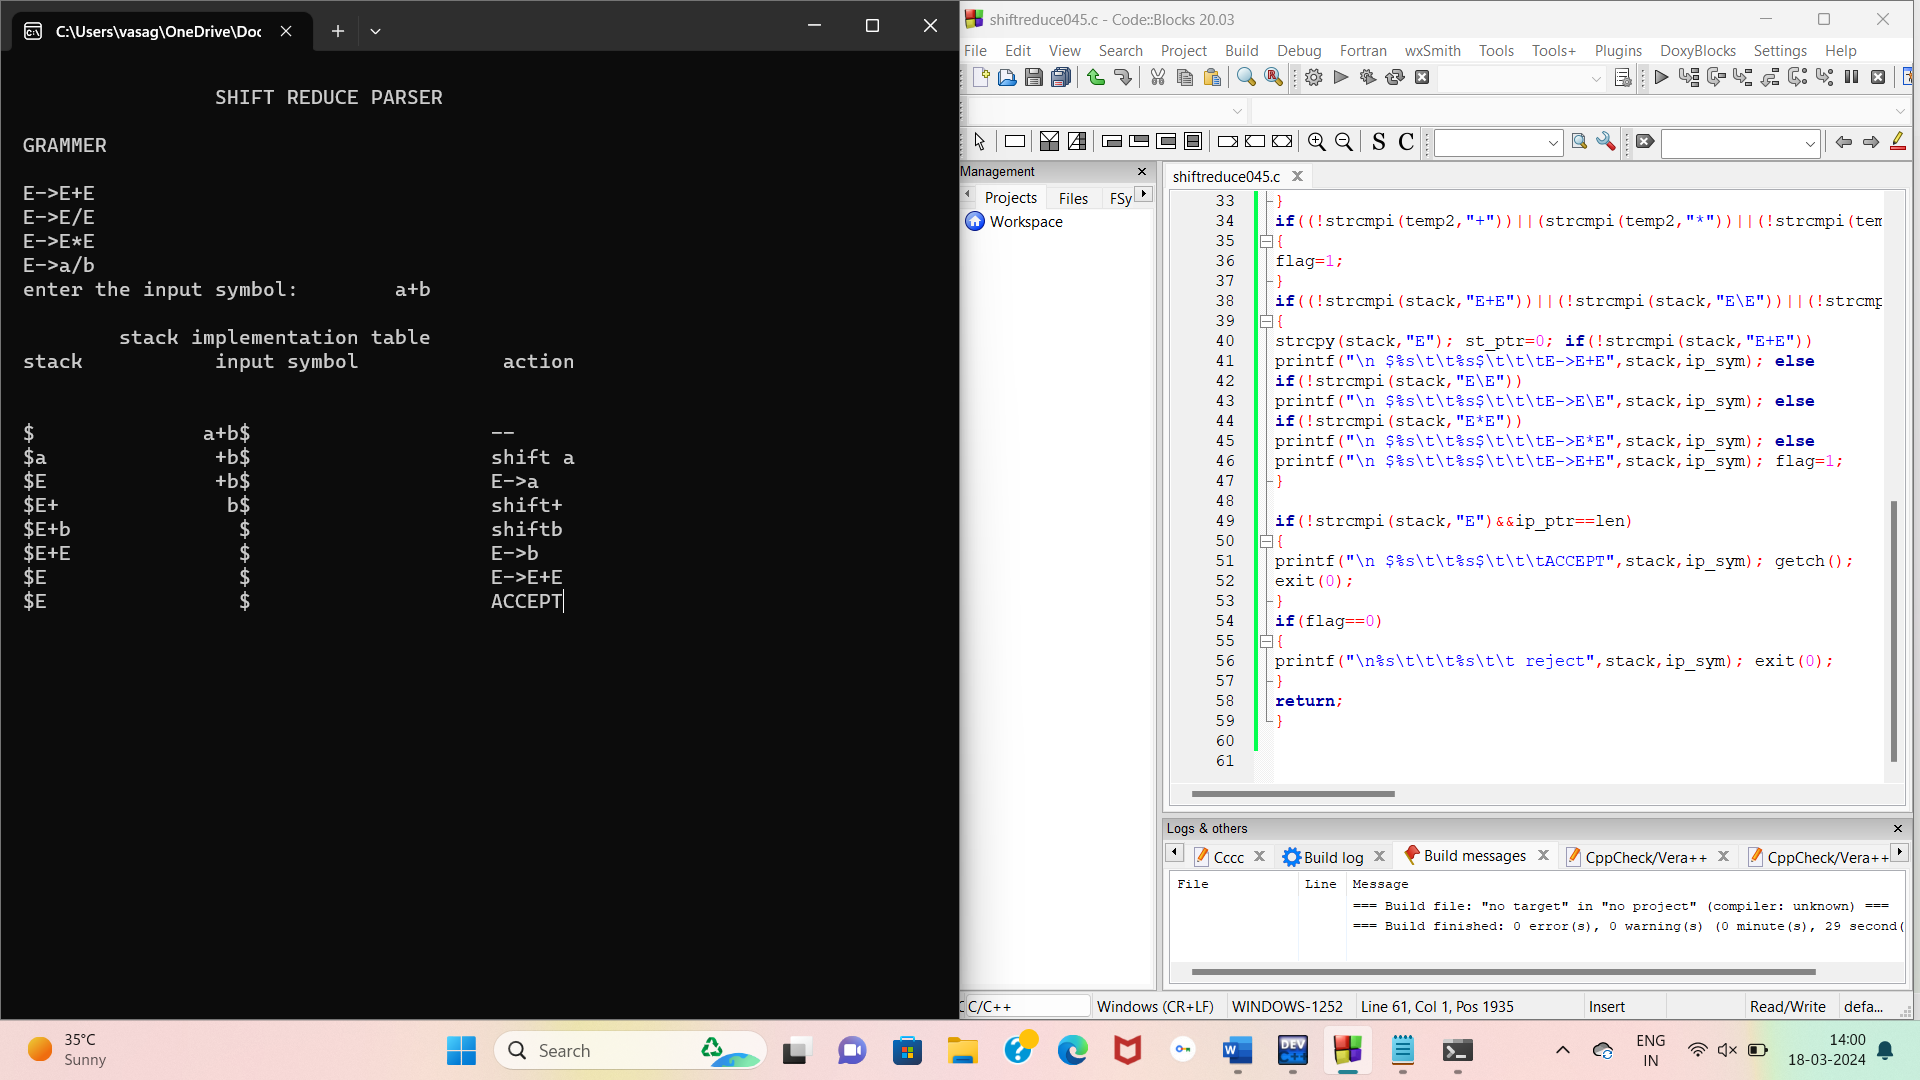 C:\Users\vasag\OneDrive\Doc
SHIFT REDUCE PARSER
GRAMMER
E->E+E
E->E/E
E->E*E
E->a/b
enter the input symbol: a+b
stack implementation table
stack input symbol action
$ a+b$ --
$a +b$ shift a
$E +b$ E->a
$E+ b$ shift+
$E+b $ shiftb
$E+E $ E->b
$E $ E->E+E
$E $ ACCEPT
shiftreduce045.c - Code::Blocks 20.03
File Edit View Search Project Build Debug Fortran wxSmith Tools Tools+ Plugins DoxyBlocks Settings Help
S C
Management
Projects Files FSy
Workspace
shiftreduce045.c
33 }
34 if((!strcmpi(temp2,"+"))||(strcmpi(temp2,"*"))||(!strcmpi(tem
35 {
36 flag=1;
37 }
38 if((!strcmpi(stack,"E+E"))||(!strcmpi(stack,"E\E"))||(!strcmp
39 {
40 strcpy(stack,"E"); st_ptr=0; if(!strcmpi(stack,"E+E"))
41 printf("\n $%s\t\t%s$\t\t\tE->E+E",stack,ip_sym); else
42 if(!strcmpi(stack,"E\E"))
43 printf("\n $%s\t\t%s$\t\t\tE->E\E",stack,ip_sym); else
44 if(!strcmpi(stack,"E*E"))
45 printf("\n $%s\t\t%s$\t\t\tE->E*E",stack,ip_sym); else
46 printf("\n $%s\t\t%s$\t\t\tE->E+E",stack,ip_sym); flag=1;
47 }
48
49 if(!strcmpi(stack,"E")&&ip_ptr==len)
50 {
51 printf("\n $%s\t\t%s$\t\t\tACCEPT",stack,ip_sym); getch();
52 exit(0);
53 }
54 if(flag==0)
55 {
56 printf("\n%s\t\t\t%s\t\t reject",stack,ip_sym); exit(0);
57 }
58 return;
59 }
60
61
Logs & others
Cccc Build log Build messages CppCheck/Vera++ CppCheck/Vera++
File Line Message
=== Build file: "no target" in "no project" (compiler: unknown) ===
=== Build finished: 0 error(s), 0 warning(s) (0 minute(s), 29 second(
C/C++ Windows (CR+LF) WINDOWS-1252 Line 61, Col 1, Pos 1935 Insert Read/Write defa...
35°C
Sunny
Search
DEV
ENG
IN
14:00
18-03-2024